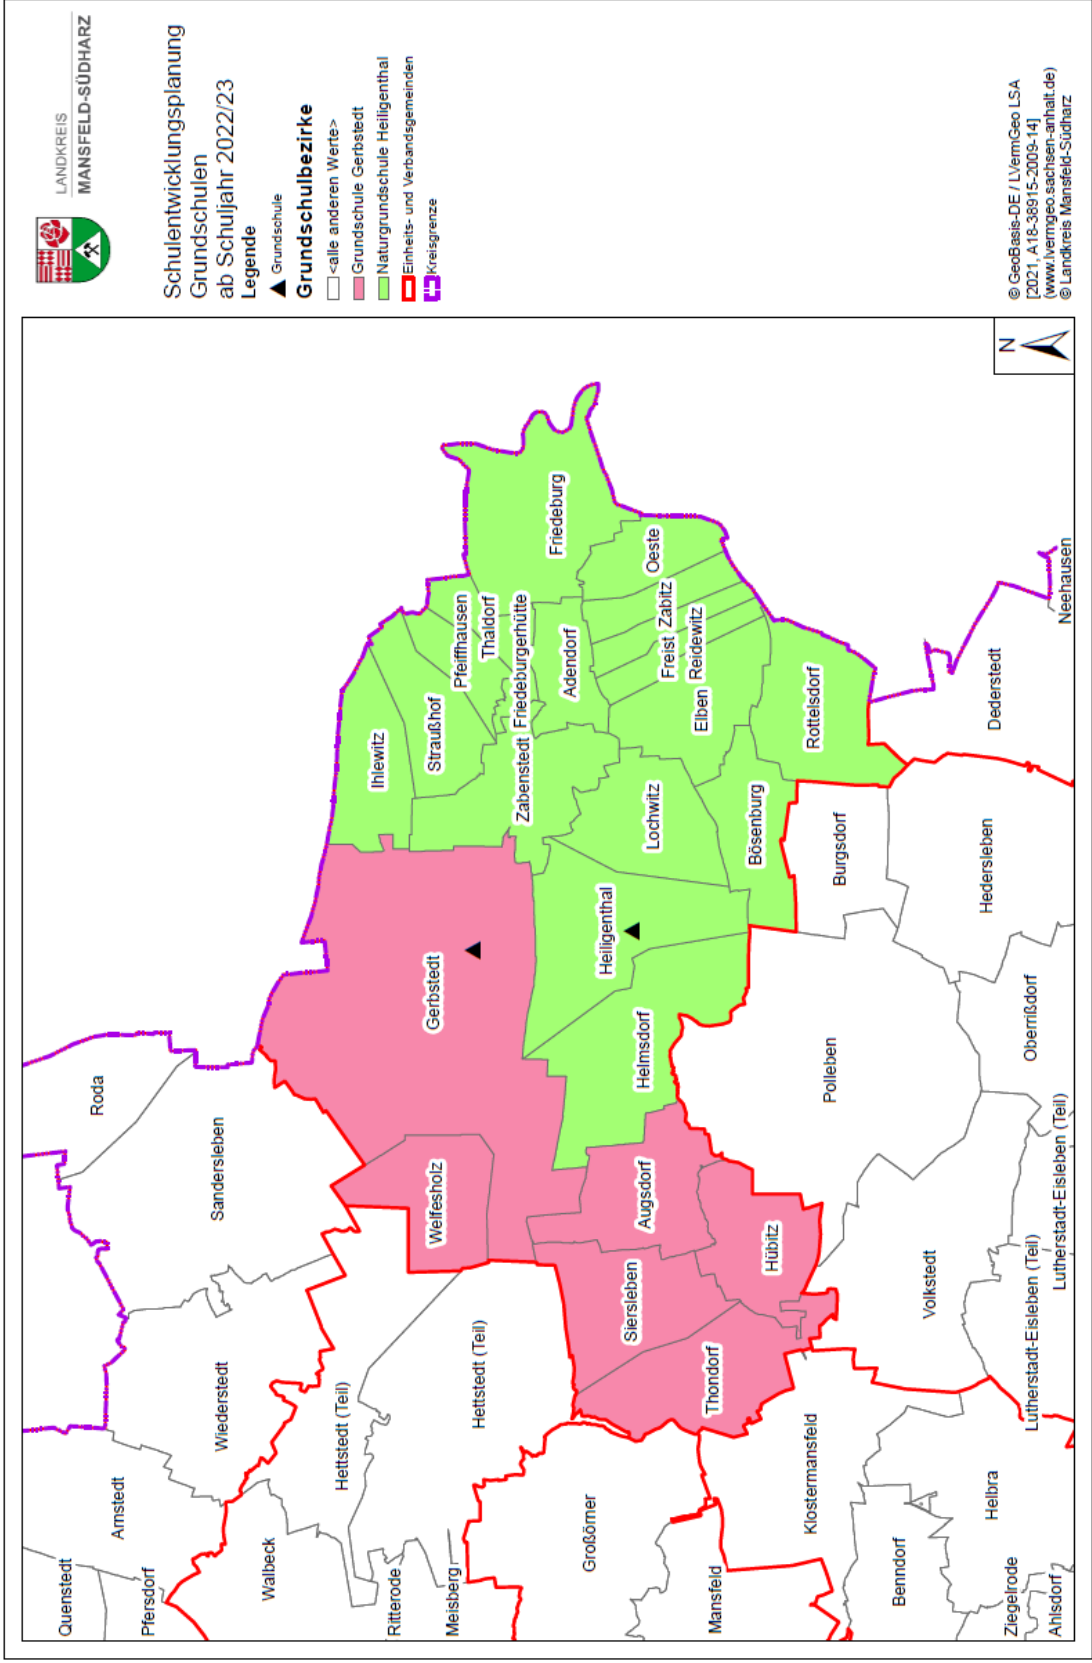 LANDKREIS
MANSFELD-SÜDHARZ
Schulentwicklungsplanung
Grundschulen
ab Schuljahr 2022/23
Legende
Grundschule
Grundschulbezirke
<alle anderen Werte>
Grundschule Gerbstedt
Naturgrundschule Heiligenthal
Einheits- und Verbandsgemeinden
Kreisgrenze
© GeoBasis-DE / LVermGeo LSA
[2021, A18-38915-2009-14]
(www.lvermgeo.sachsen-anhalt.de)
© Landkreis Mansfeld-Südharz
N
Quenstedt
Arnstedt
Roda
Pfersdorf
Wiederstedt
Sandersleben
Walbeck
Hettstedt (Teil)
Ihlewitz
Ritterode
Meisberg
Hettstedt (Teil)
Welfesholz
Gerbstedt
Straußhof
Pfeiffhausen
Thaldorf
Zabenstedt
Friedeburgerhütte
Friedeburg
Adendorf
Großörner
Siersleben
Augsdorf
Helmsdorf
Heiligenthal
Lochwitz
Freist
Zabitz
Oeste
Elben
Reidewitz
Mansfeld
Thondorf
Hübitz
Bösenburg
Rottelsdorf
Klostermansfeld
Polleben
Burgsdorf
Benndorf
Volkstedt
Helbra
Hedersleben
Dederstedt
Ziegelrode
Lutherstadt-Eisleben (Teil)
Oberrißdorf
Ahlsdorf
Lutherstadt-Eisleben (Teil)
Neehausen